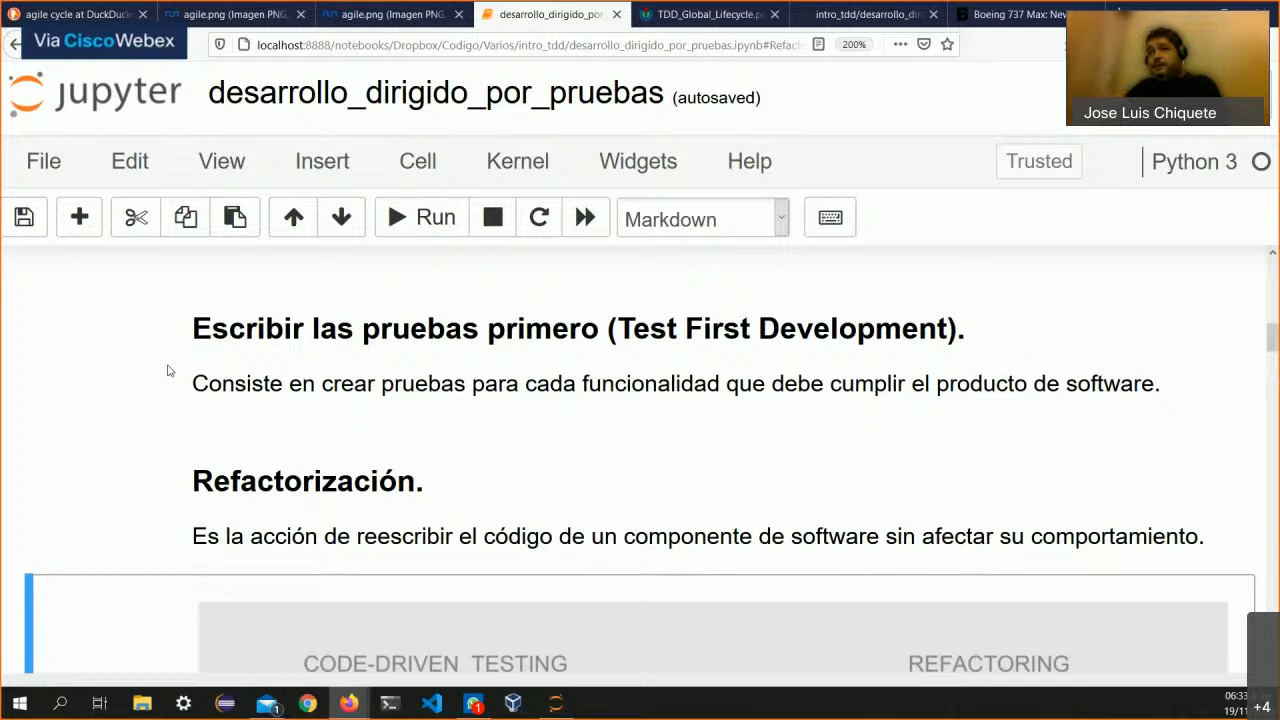 agile cycle at DuckDuck
agile.png (Imagen PNG,
agile.png (Imagen PNG,
desarrollo_dirigido_por
TDD_Global_Lifecycle.p
intro_tdd/desarrollo_di
Boeing 737 Max: Nev
Via Cisco Webex
localhost:8888/notebooks/Dropbox/Codigo/Varios/intro_tdd/desarrollo_dirigido_por_pruebas.ipynb#Refac
200%
jupyter desarrollo_dirigido_por_pruebas (autosaved)
Jose Luis Chiquete
File Edit View Insert Cell Kernel Widgets Help Trusted Python 3
Run Markdown
Escribir las pruebas primero (Test First Development).
Consiste en crear pruebas para cada funcionalidad que debe cumplir el producto de software.
Refactorización.
Es la acción de reescribir el código de un componente de software sin afectar su comportamiento.
CODE-DRIVEN TESTING REFACTORING
1
1
06:33
19/11
+4